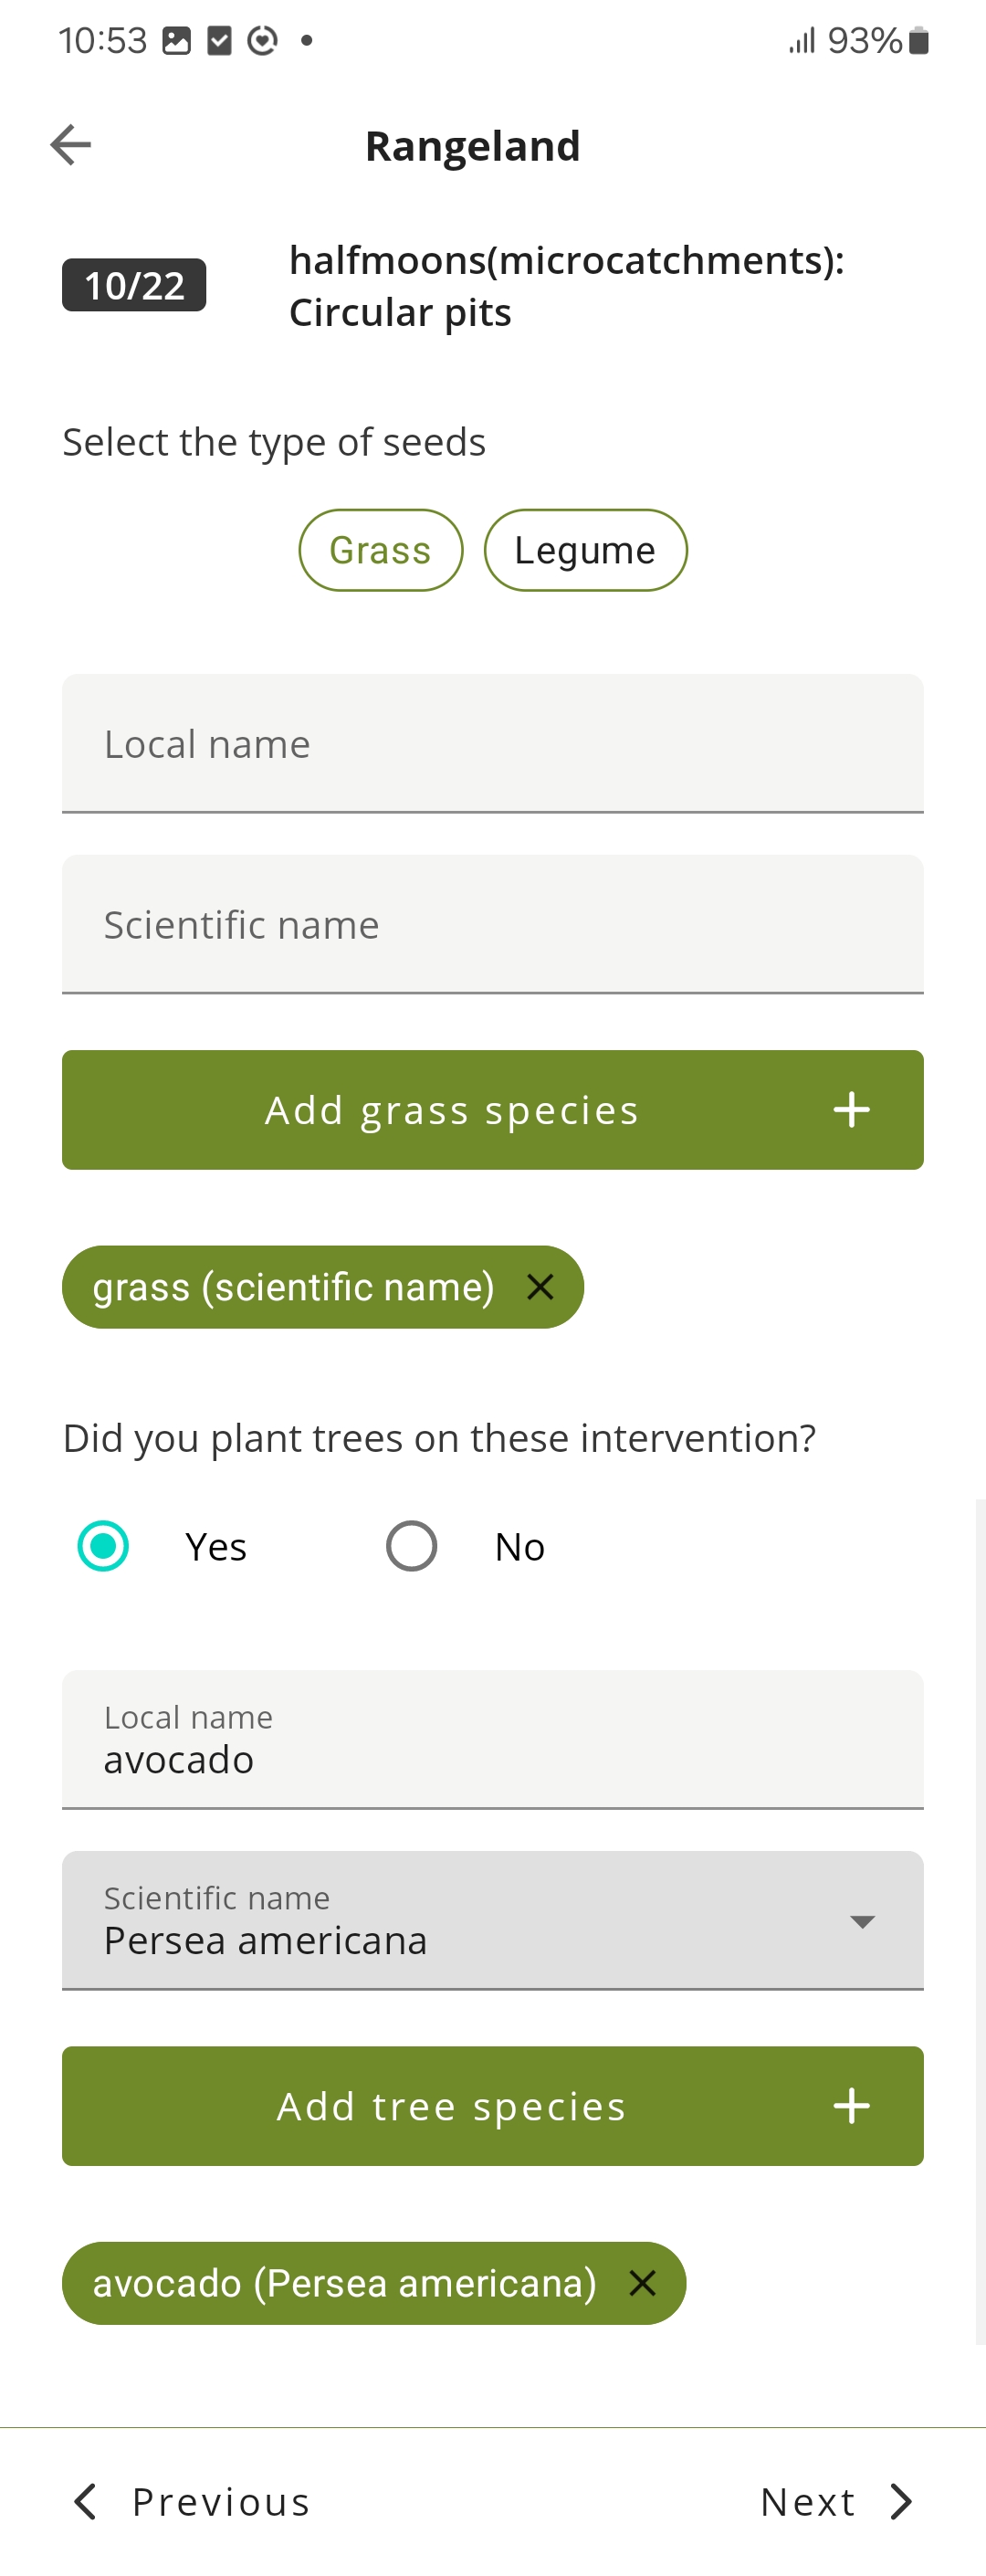 10:53
93%
Rangeland
10/22
halfmoons(microcatchments):
Circular pits
Select the type of seeds
Grass
Legume
Local name
Scientific name
Add grass species
grass (scientific name)
Did you plant trees on these intervention?
Yes
No
Local name
avocado
Scientific name
Persea americana
Add tree species
avocado (Persea americana)
Previous
Next